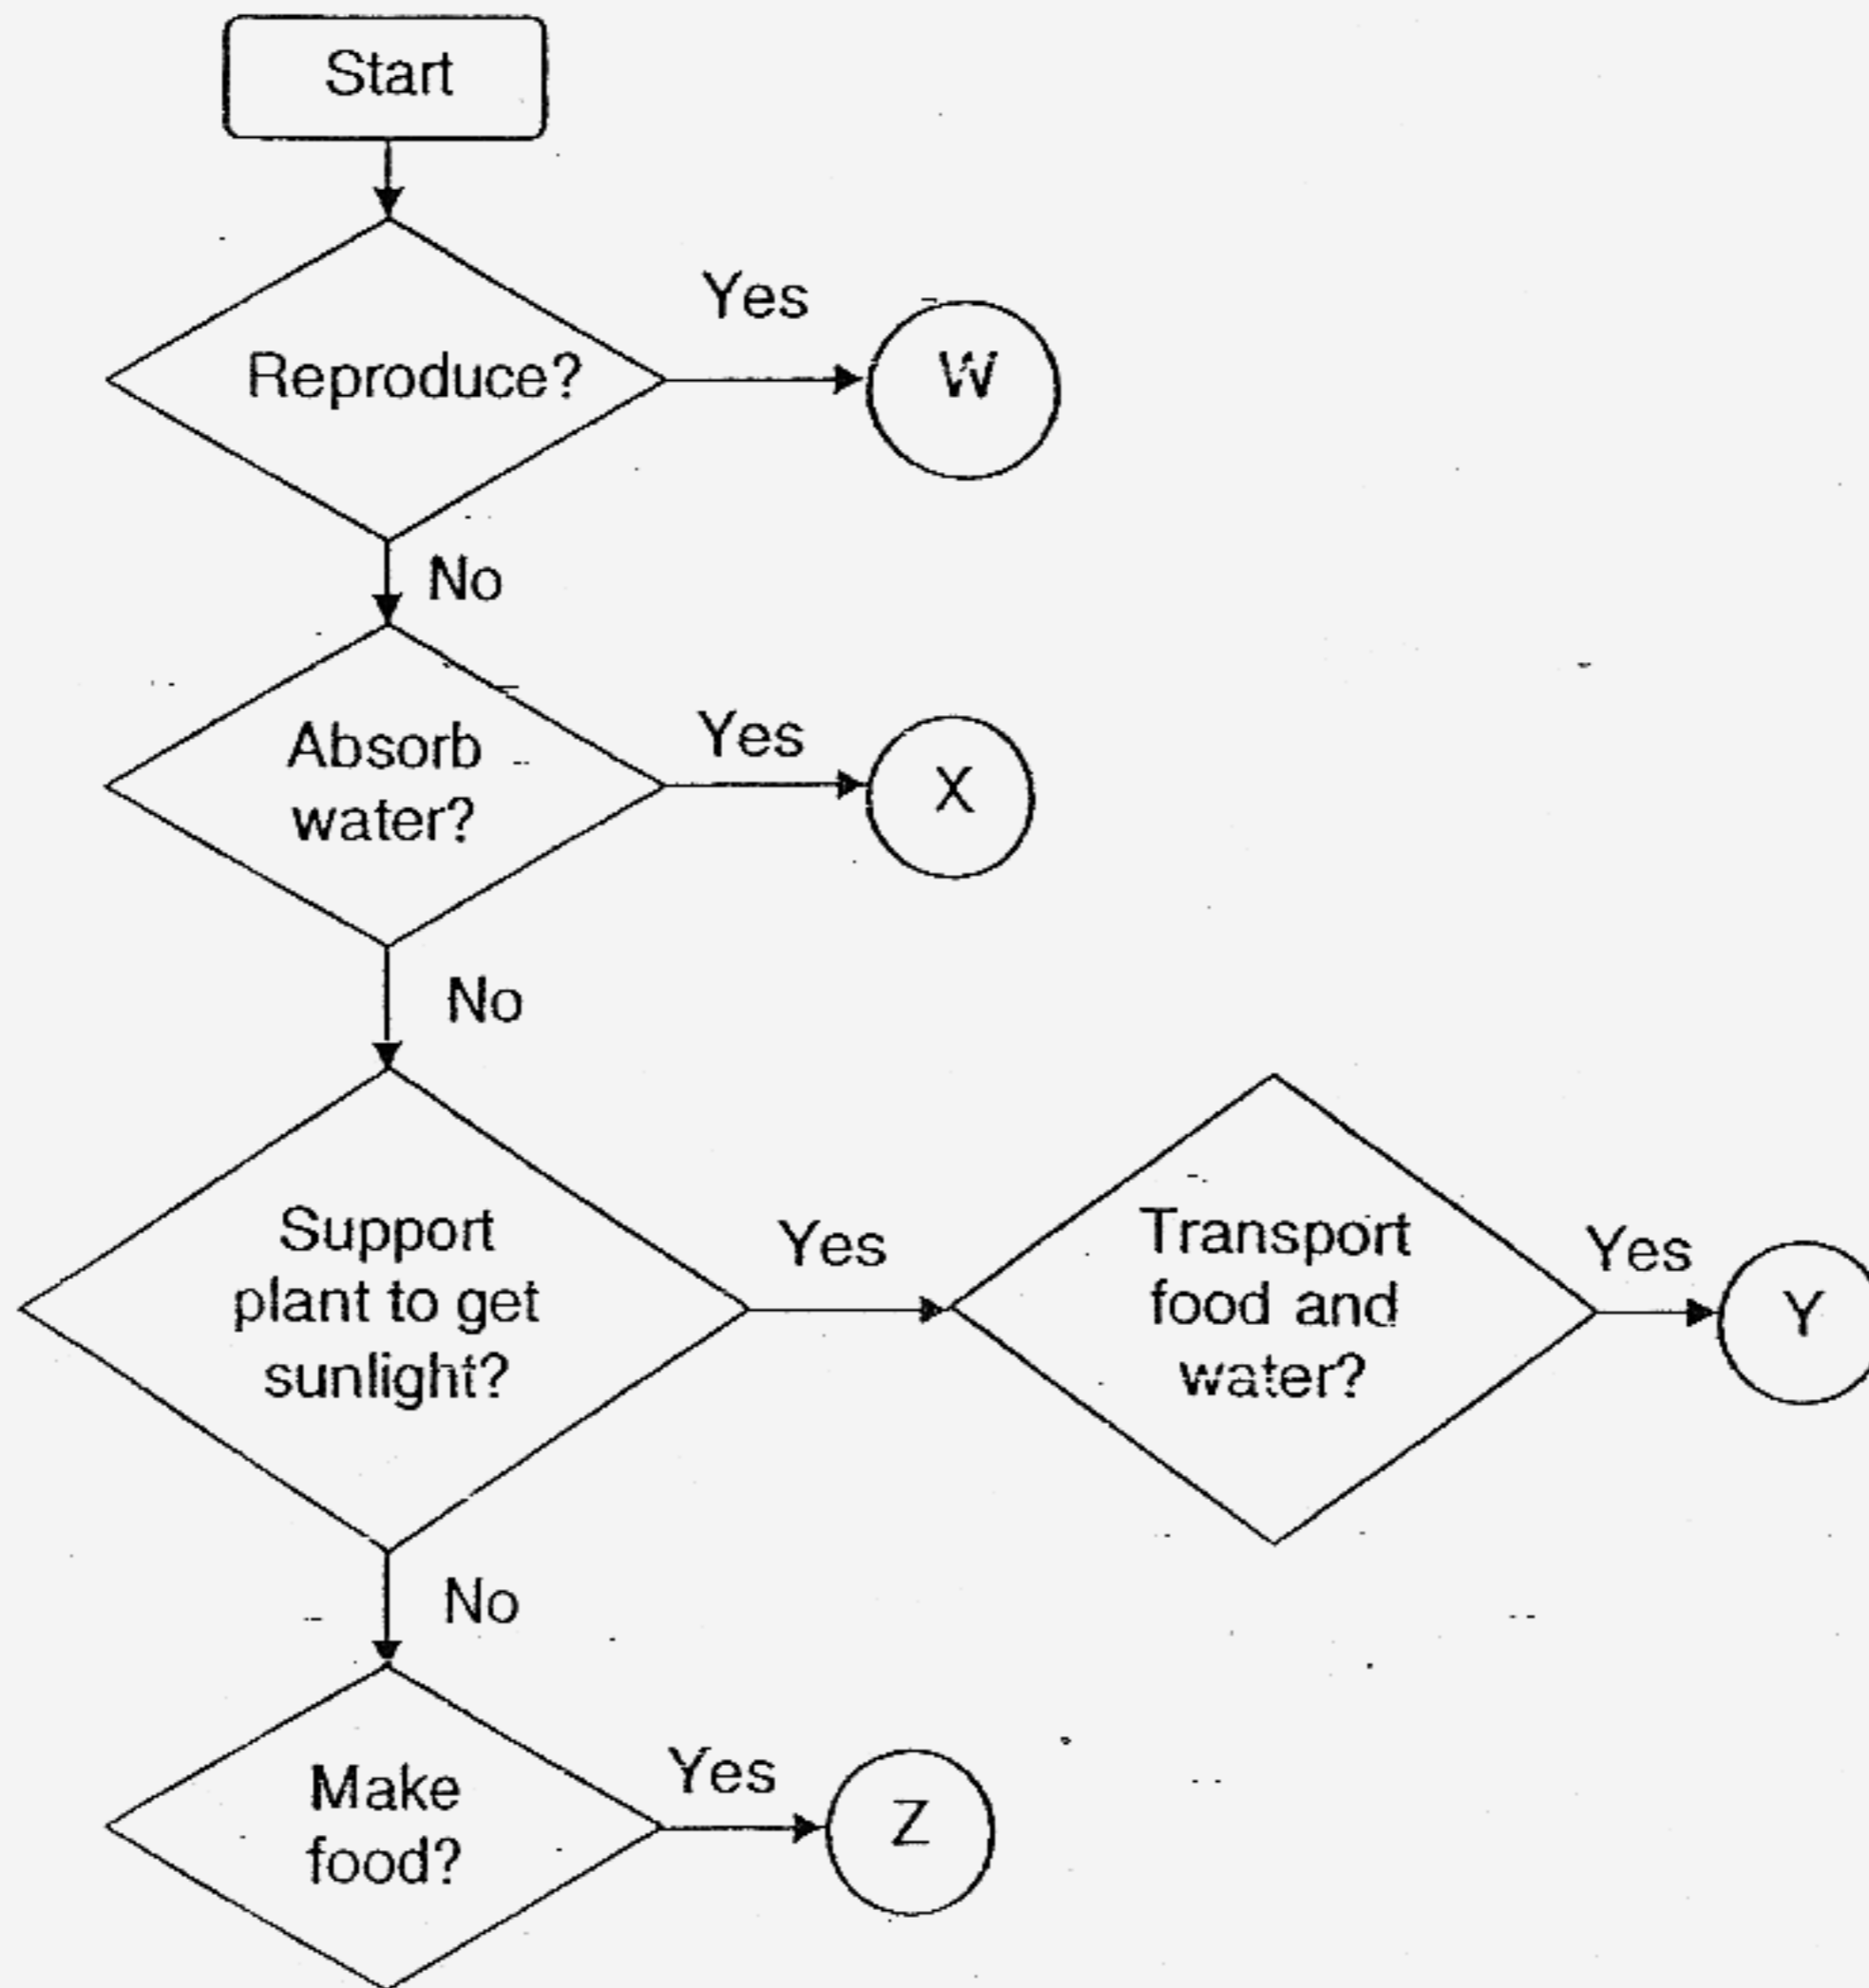 Start
Reproduce?
Yes
W
No
Absorb
water?
Yes
X
No
Support
plant to get
sunlight?
Yes
Transport
food and
water?
Yes
Y
No
Make
food?
Yes
Z